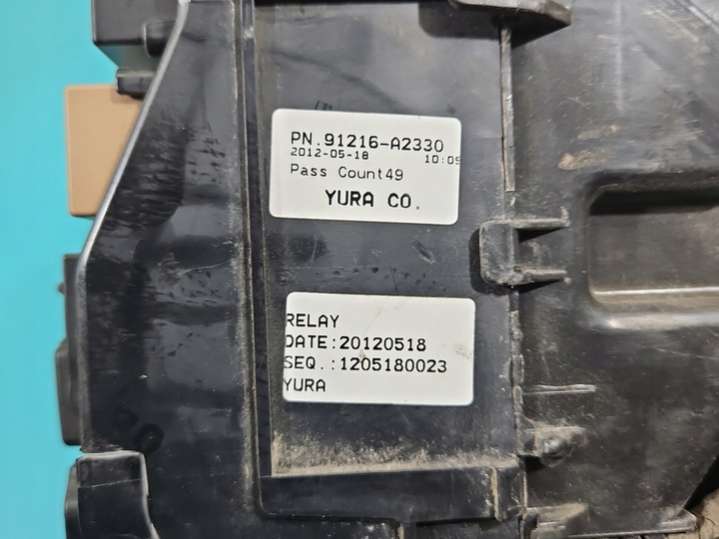 PN.91216-A2330
2012-05-18 10:09
Pass Count49
YURA CO.
RELAY
DATE:20120518
SEQ.:1205180023
YURA